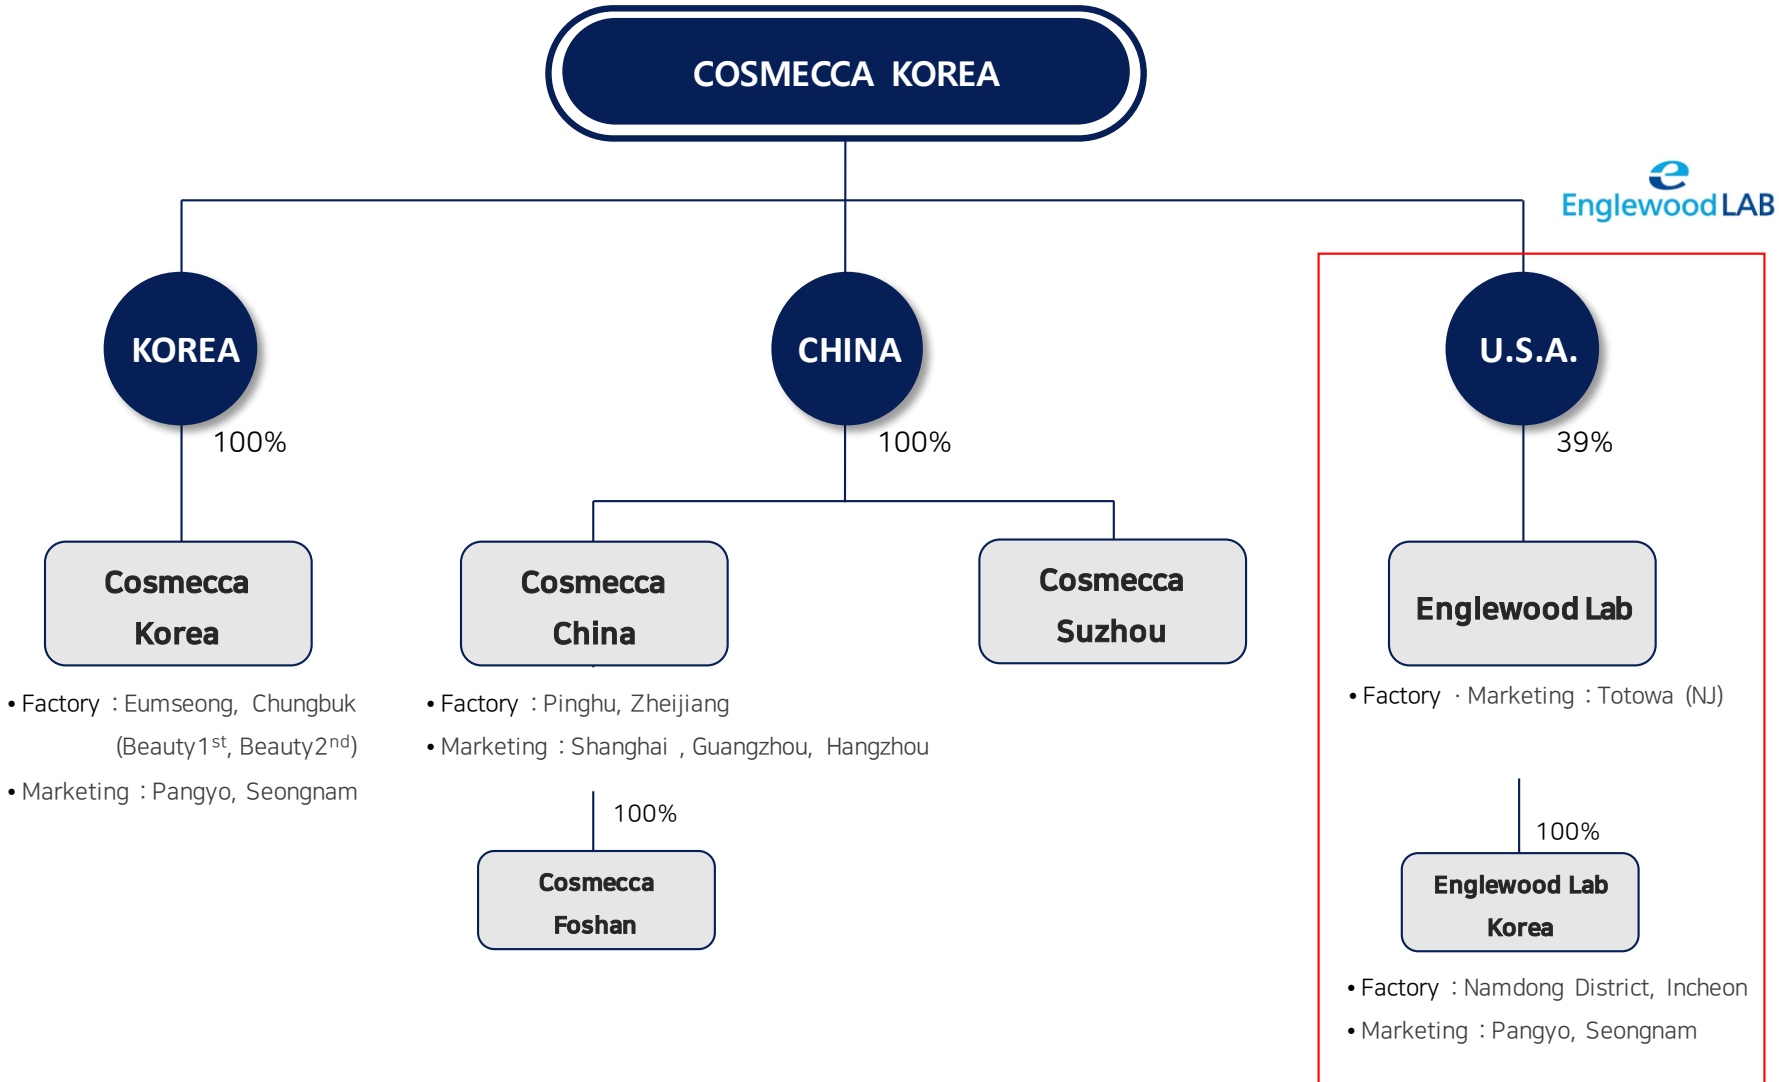 COSMECCA KOREA
e
Englewood LAB
KOREA
CHINA
U.S.A.
100%
100%
39%
Cosmecca
Korea
Cosmecca
China
Cosmecca
Suzhou
Englewood Lab
• Factory : Eumseong, Chungbuk
(Beauty1st, Beauty2nd)
• Marketing : Pangyo, Seongnam
• Factory : Pinghu, Zheijiang
• Marketing : Shanghai , Guangzhou, Hangzhou
• Factory · Marketing : Totowa (NJ)
100%
Cosmecca
Foshan
100%
Englewood Lab
Korea
• Factory : Namdong District, Incheon
• Marketing : Pangyo, Seongnam